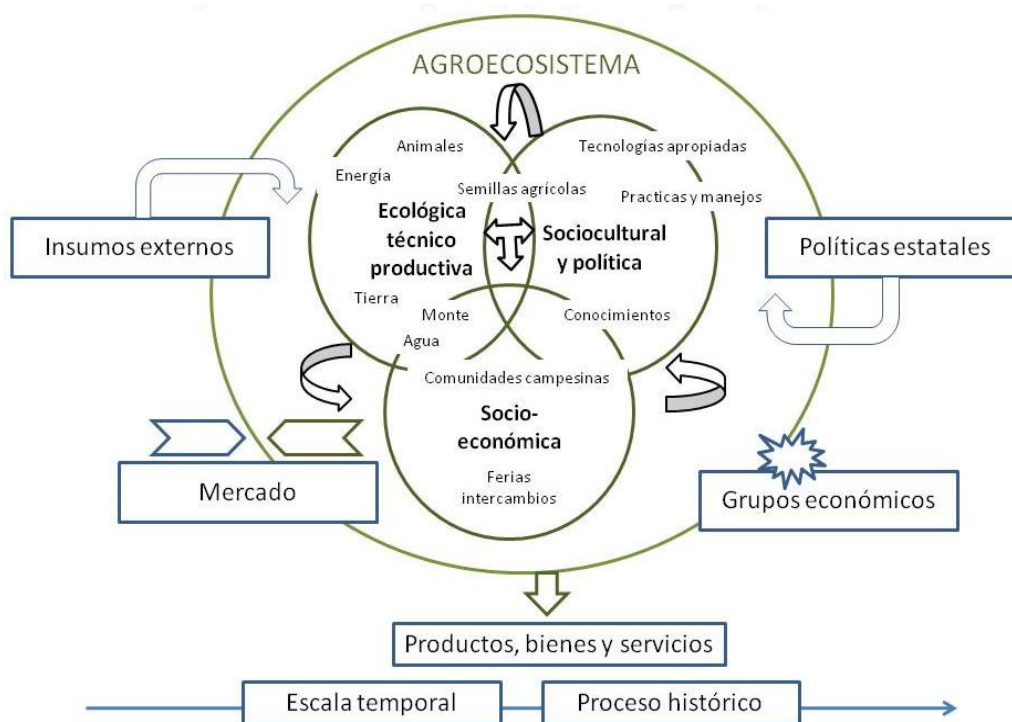 AGROECOSISTEMA
Animales
Tecnologías apropiadas
Energía
Semillas agrícolas
Practicas y manejos
Insumos externos
Ecológica
técnico
productiva
Sociocultural
y política
Políticas estatales
Tierra
Monte
Conocimientos
Agua
Comunidades campesinas
Socio-
económica
Ferias
intercambios
Mercado
Grupos económicos
Productos, bienes y servicios
Escala temporal
Proceso histórico